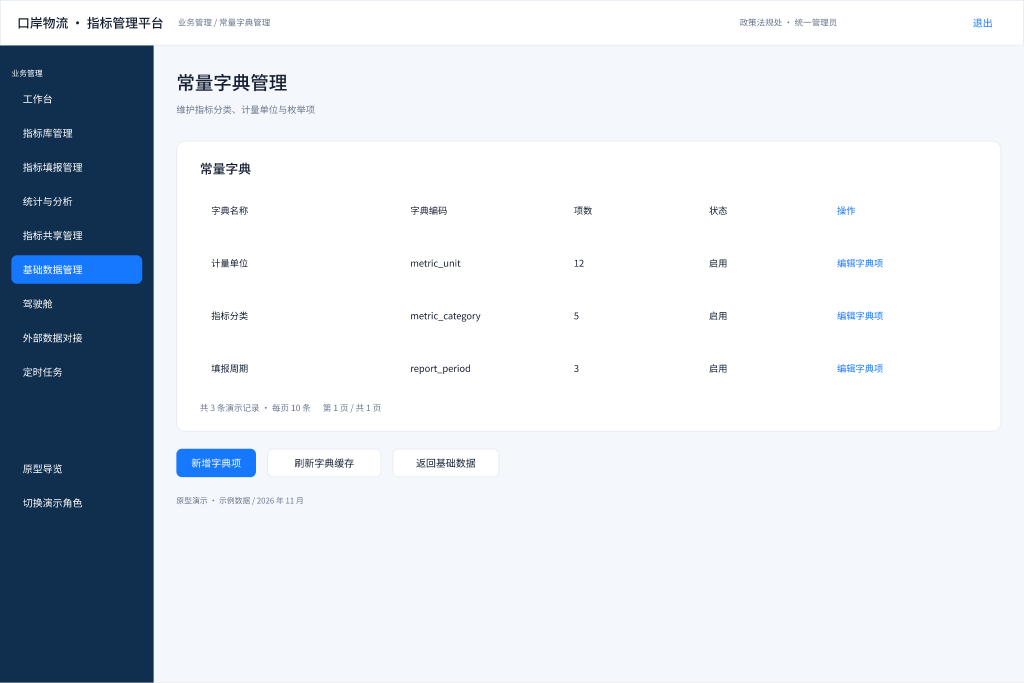 口岸物流 · 指标管理平台
业务管理 / 常量字典管理
政策法规处 · 统一管理员
退出
业务管理
工作台
指标库管理
指标填报管理
统计与分析
指标共享管理
基础数据管理
驾驶舱
外部数据对接
定时任务
原型导览
切换演示角色
常量字典管理
维护指标分类、计量单位与枚举项
常量字典
字典名称 字典编码 项数 状态 操作
计量单位 metric_unit 12 启用 编辑字典项
指标分类 metric_category 5 启用 编辑字典项
填报周期 report_period 3 启用 编辑字典项
共 3 条演示记录 · 每页 10 条 第 1 页 / 共 1 页
新增字典项 刷新字典缓存 返回基础数据
原型演示 · 示例数据 / 2026 年 11 月